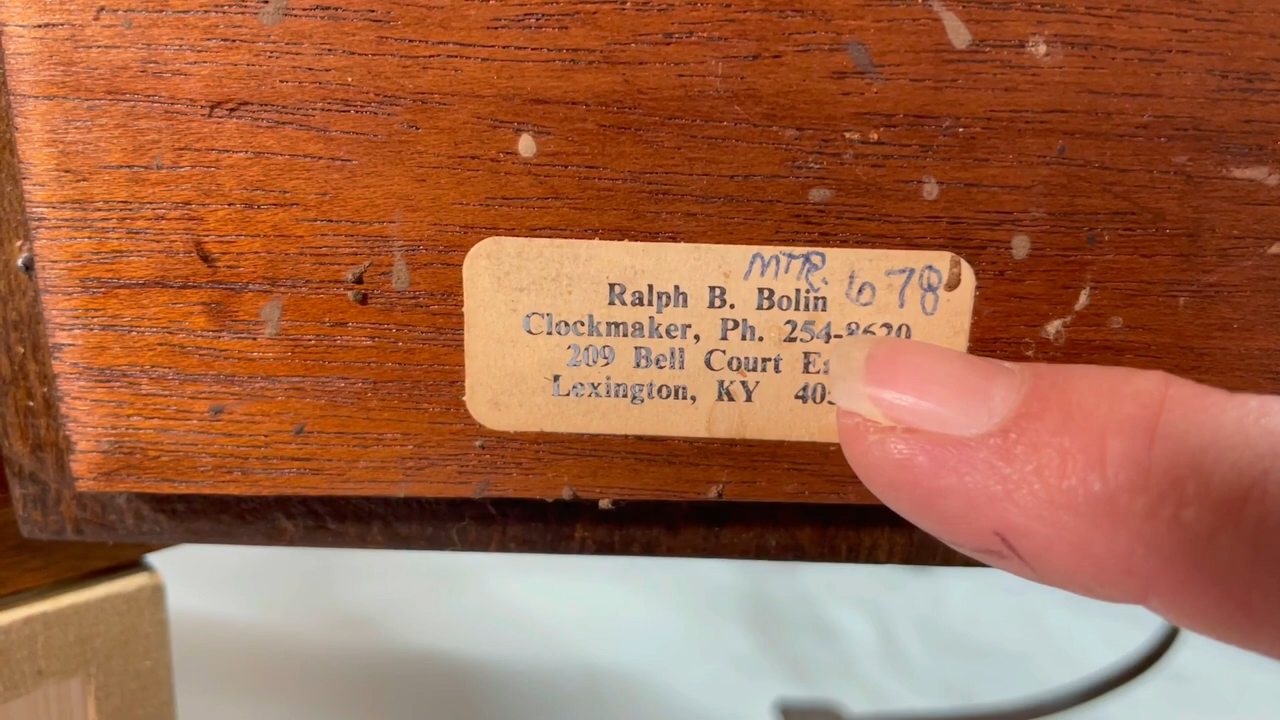 MTR. 6 78
Ralph B. Bolin
Clockmaker, Ph. 254-8620
209 Bell Court
Lexington, KY